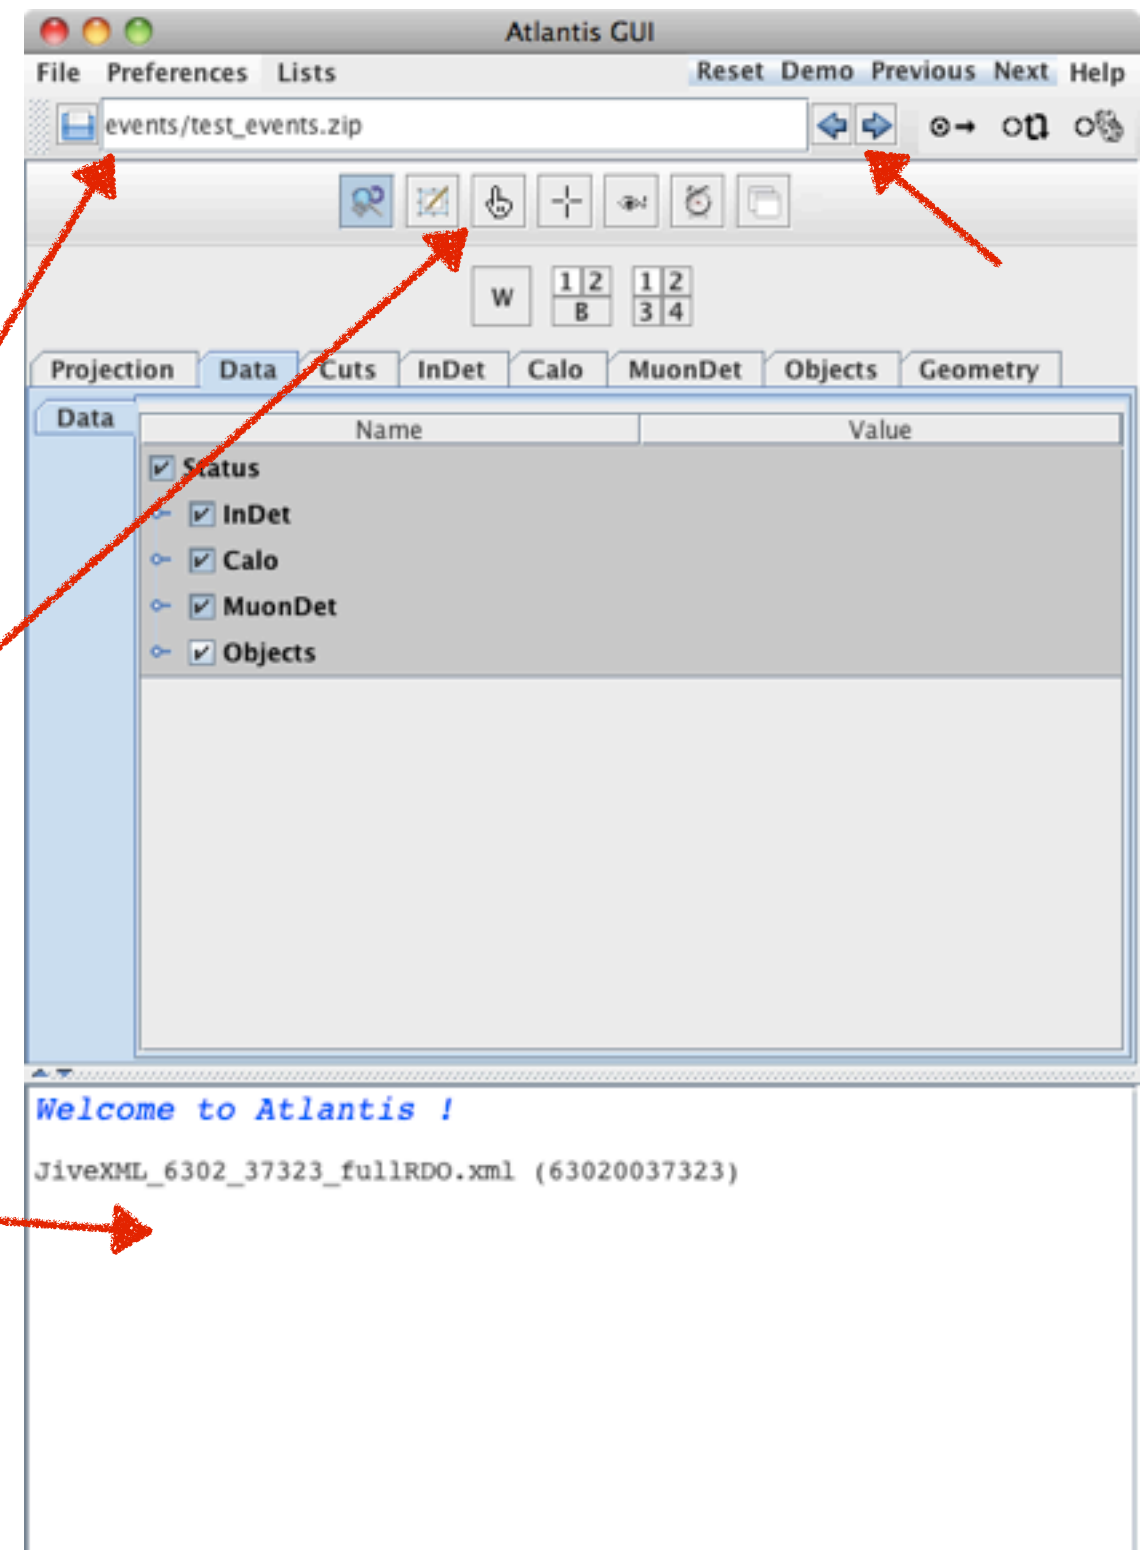 Atlantis GUI
File Preferences Lists Reset Demo Previous Next Help
events/test_events.zip
W 1 2 B 1 2 3 4
Projection Data Cuts InDet Calo MuonDet Objects Geometry
Data
Name Value
Status
InDet
Calo
MuonDet
Objects
Welcome to Atlantis !
JiveXML_6302_37323_fullRDO.xml (63020037323)